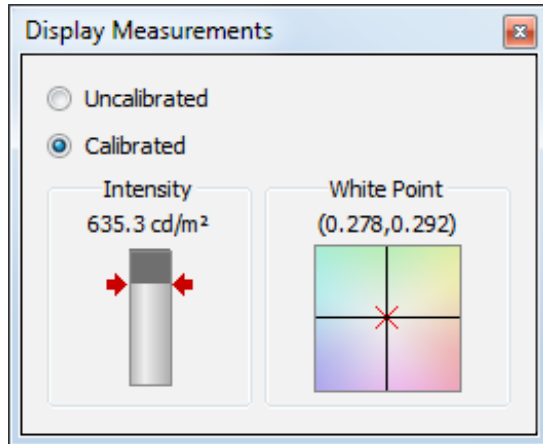 Display Measurements
Uncalibrated
Calibrated
Intensity
635.3 cd/m²
White Point
(0.278,0.292)